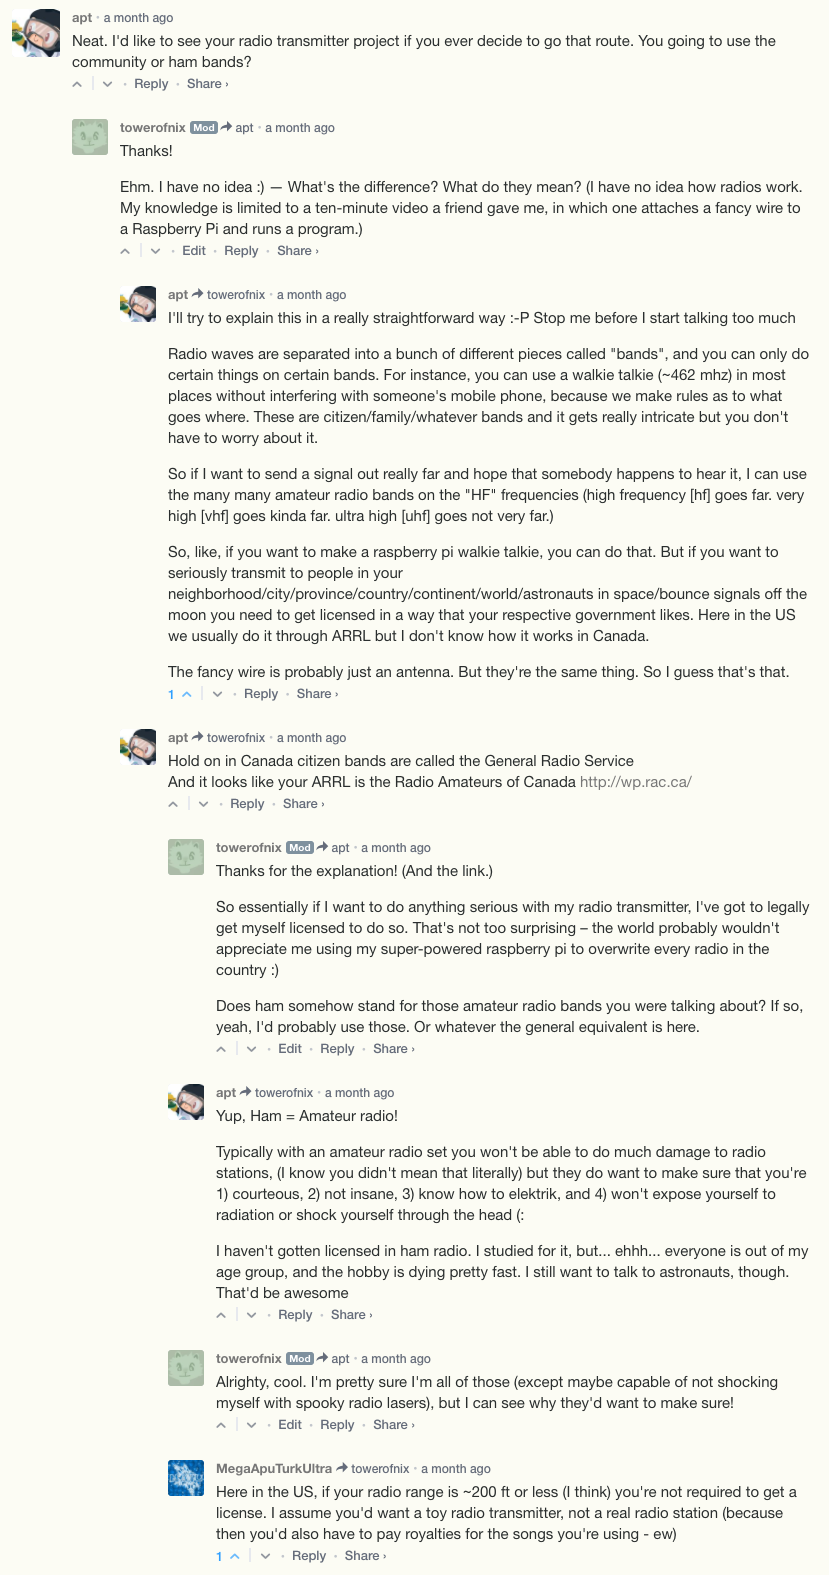 apt · a month ago
Neat. I'd like to see your radio transmitter project if you ever decide to go that route. You going to use the
community or ham bands?
Reply · Share ›
towerofnix Mod apt · a month ago
Thanks!
Ehm. I have no idea :) — What's the difference? What do they mean? (I have no idea how radios work.
My knowledge is limited to a ten-minute video a friend gave me, in which one attaches a fancy wire to
a Raspberry Pi and runs a program.)
Edit · Reply · Share ›
apt towerofnix · a month ago
I'll try to explain this in a really straightforward way :-P Stop me before I start talking too much
Radio waves are separated into a bunch of different pieces called "bands", and you can only do
certain things on certain bands. For instance, you can use a walkie talkie (~462 mhz) in most
places without interfering with someone's mobile phone, because we make rules as to what
goes where. These are citizen/family/whatever bands and it gets really intricate but you don't
have to worry about it.
So if I want to send a signal out really far and hope that somebody happens to hear it, I can use
the many many amateur radio bands on the "HF" frequencies (high frequency [hf] goes far. very
high [vhf] goes kinda far. ultra high [uhf] goes not very far.)
So, like, if you want to make a raspberry pi walkie talkie, you can do that. But if you want to
seriously transmit to people in your
neighborhood/city/province/country/continent/world/astronauts in space/bounce signals off the
moon you need to get licensed in a way that your respective government likes. Here in the US
we usually do it through ARRL but I don't know how it works in Canada.
The fancy wire is probably just an antenna. But they're the same thing. So I guess that's that.
1 · Reply · Share ›
apt towerofnix · a month ago
Hold on in Canada citizen bands are called the General Radio Service
And it looks like your ARRL is the Radio Amateurs of Canada http://wp.rac.ca/
Reply · Share ›
towerofnix Mod apt · a month ago
Thanks for the explanation! (And the link.)
So essentially if I want to do anything serious with my radio transmitter, I've got to legally
get myself licensed to do so. That's not too surprising – the world probably wouldn't
appreciate me using my super-powered raspberry pi to overwrite every radio in the
country :)
Does ham somehow stand for those amateur radio bands you were talking about? If so,
yeah, I'd probably use those. Or whatever the general equivalent is here.
Edit · Reply · Share ›
apt towerofnix · a month ago
Yup, Ham = Amateur radio!
Typically with an amateur radio set you won't be able to do much damage to radio
stations, (I know you didn't mean that literally) but they do want to make sure that you're
1) courteous, 2) not insane, 3) know how to elektrik, and 4) won't expose yourself to
radiation or shock yourself through the head (:
I haven't gotten licensed in ham radio. I studied for it, but... ehhh... everyone is out of my
age group, and the hobby is dying pretty fast. I still want to talk to astronauts, though.
That'd be awesome
Reply · Share ›
towerofnix Mod apt · a month ago
Alrighty, cool. I'm pretty sure I'm all of those (except maybe capable of not shocking
myself with spooky radio lasers), but I can see why they'd want to make sure!
Edit · Reply · Share ›
MegaApuTurkUltra towerofnix · a month ago
Here in the US, if your radio range is ~200 ft or less (I think) you're not required to get a
license. I assume you'd want a toy radio transmitter, not a real radio station (because
then you'd also have to pay royalties for the songs you're using - ew)
1 · Reply · Share ›